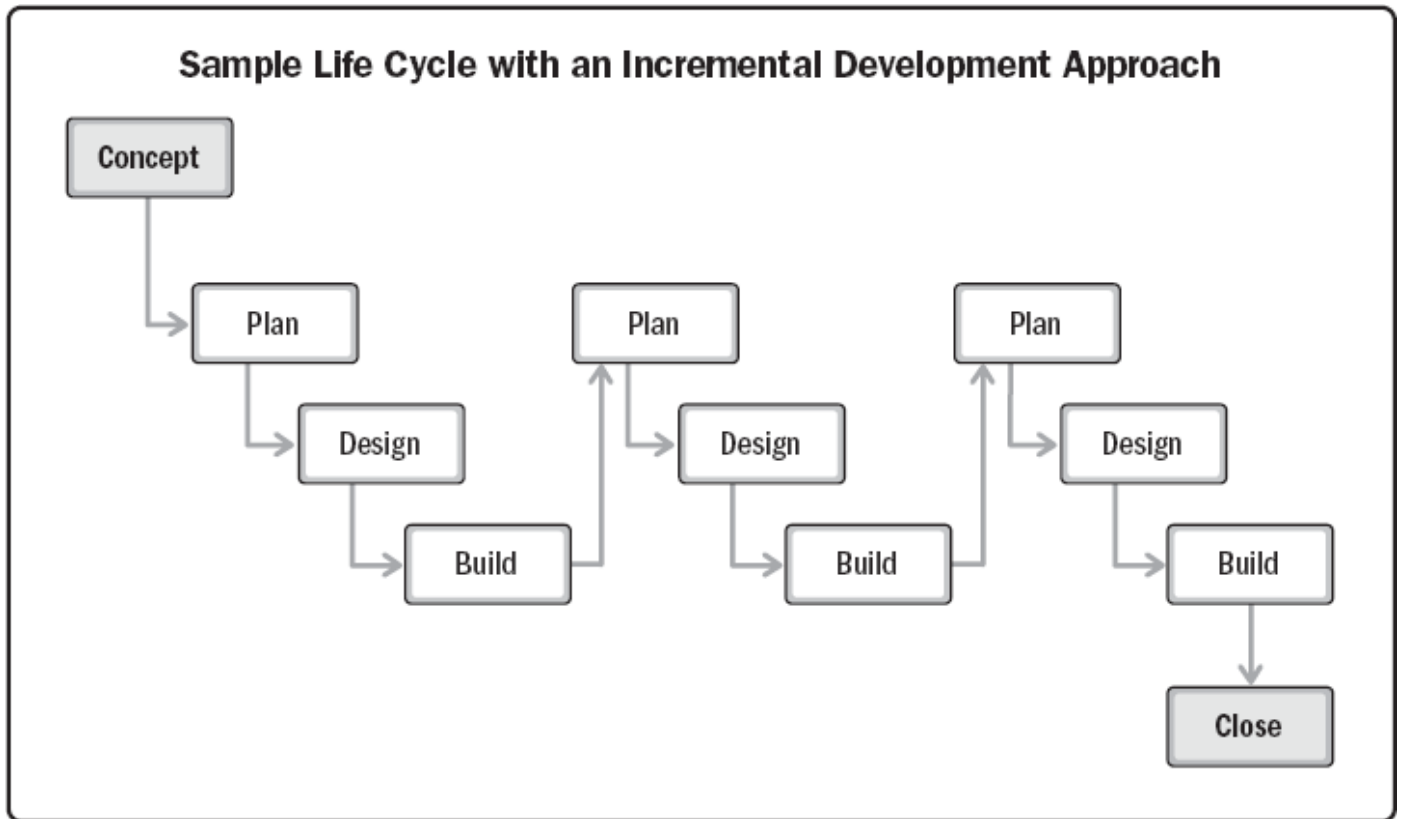 Sample Life Cycle with an Incremental Development Approach
Concept
Plan
Plan
Plan
Design
Design
Design
Build
Build
Build
Close